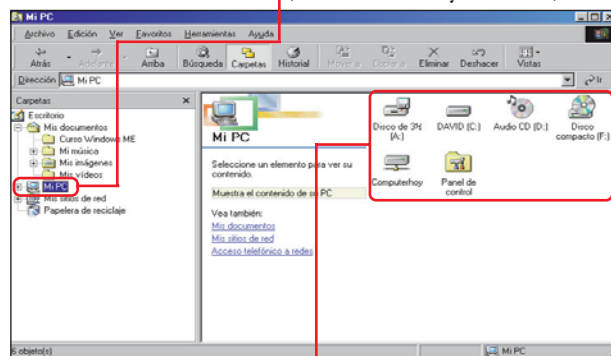 Mi PC
Archivo Edición Ver Favoritos Herramientas Ayuda
Atrás Adelante Arriba Búsqueda Carpetas Historial Mover a Copiar a Eliminar Deshacer Vistas
Dirección Mi PC Ir
Carpetas
Escritorio
Mis documentos
Curso Windows ME
Mi música
Mis imágenes
Mis vídeos
Mi PC
Mis sitios de red
Papelera de reciclaje
Mi PC
Seleccione un elemento para ver su
contenido.
Muestra el contenido de su PC
Vea también:
Mis documentos
Mis sitios de red
Acceso telefónico a redes
Disco de 3½ (A:)
DAVID (C:)
Audio CD (D:)
Disco compacto (F:)
Computerhoy
Panel de control
6 objeto(s) Mi PC